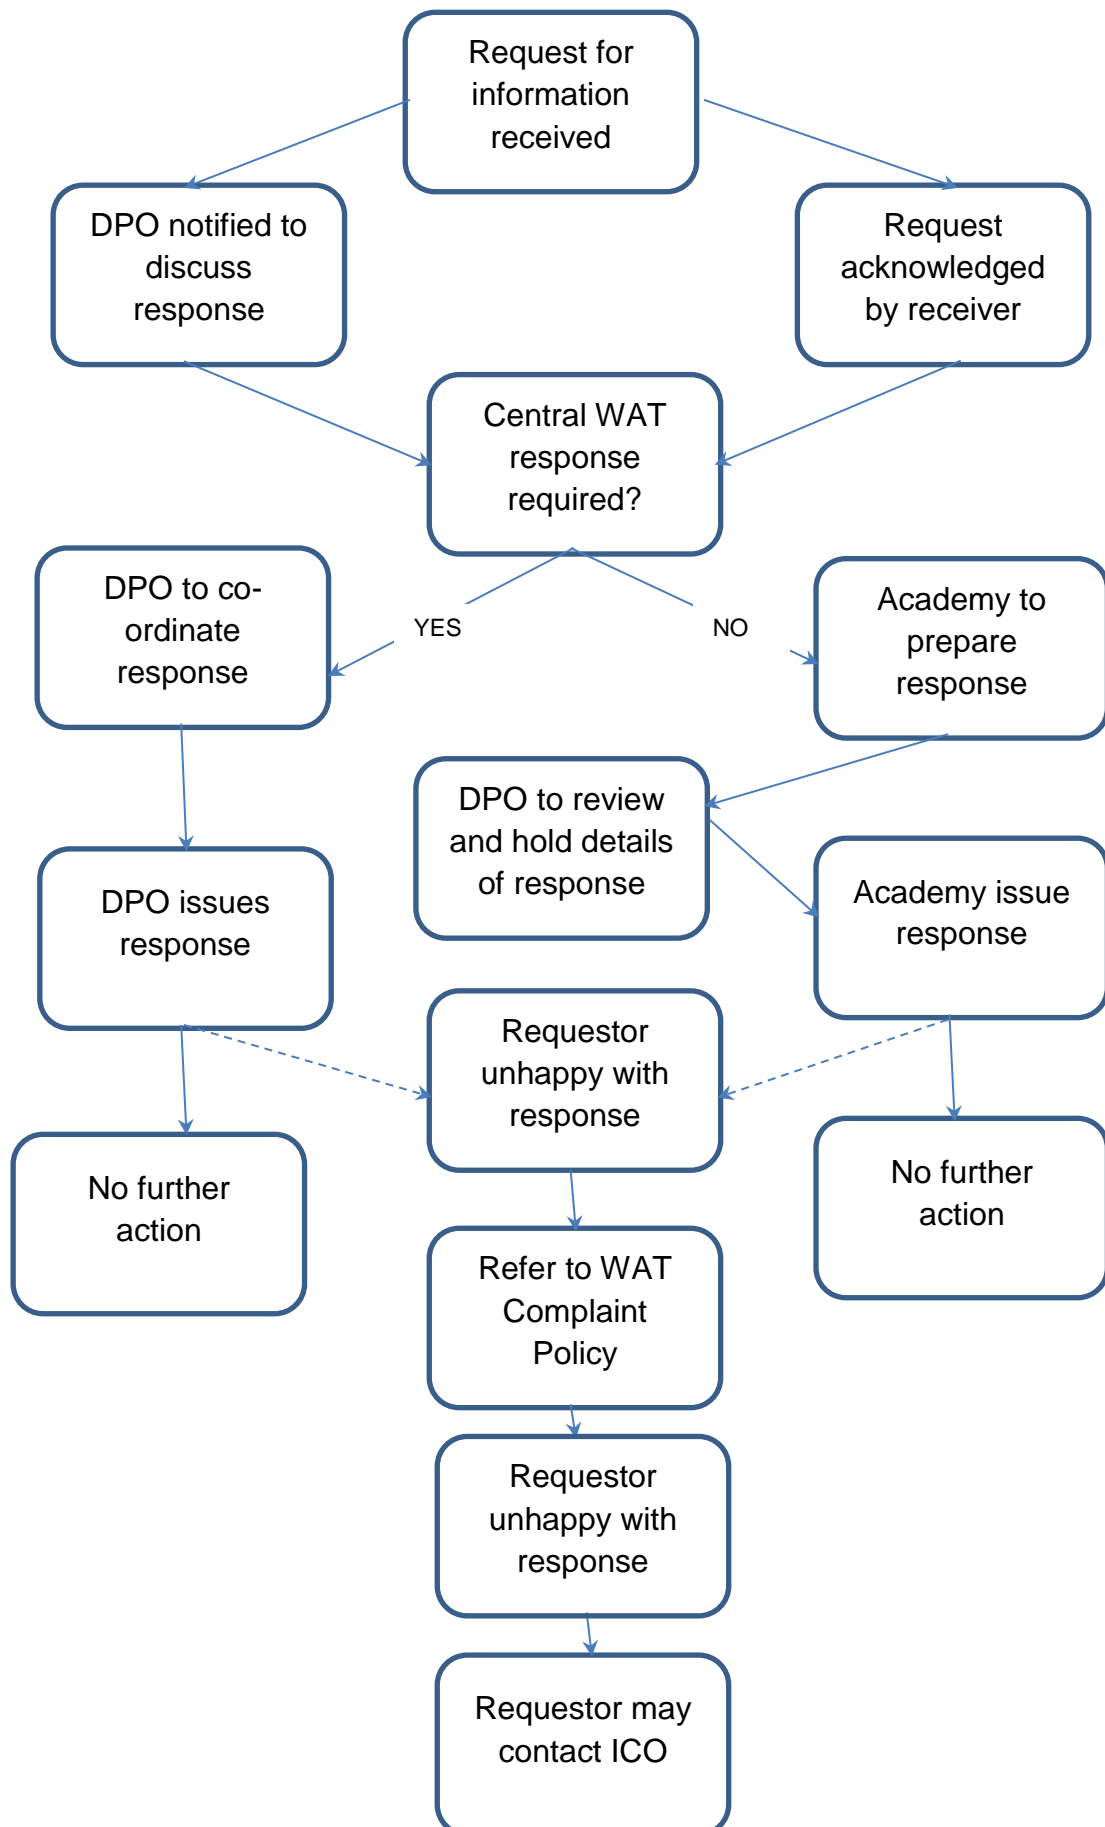 Request for
information
received
DPO notified to
discuss
response
Request
acknowledged
by receiver
Central WAT
response
required?
DPO to co-
ordinate
response
YES
NO
Academy to
prepare
response
DPO to review
and hold details
of response
DPO issues
response
Academy issue
response
Requestor
unhappy with
response
No further
action
No further
action
Refer to WAT
Complaint
Policy
Requestor
unhappy with
response
Requestor may
contact ICO